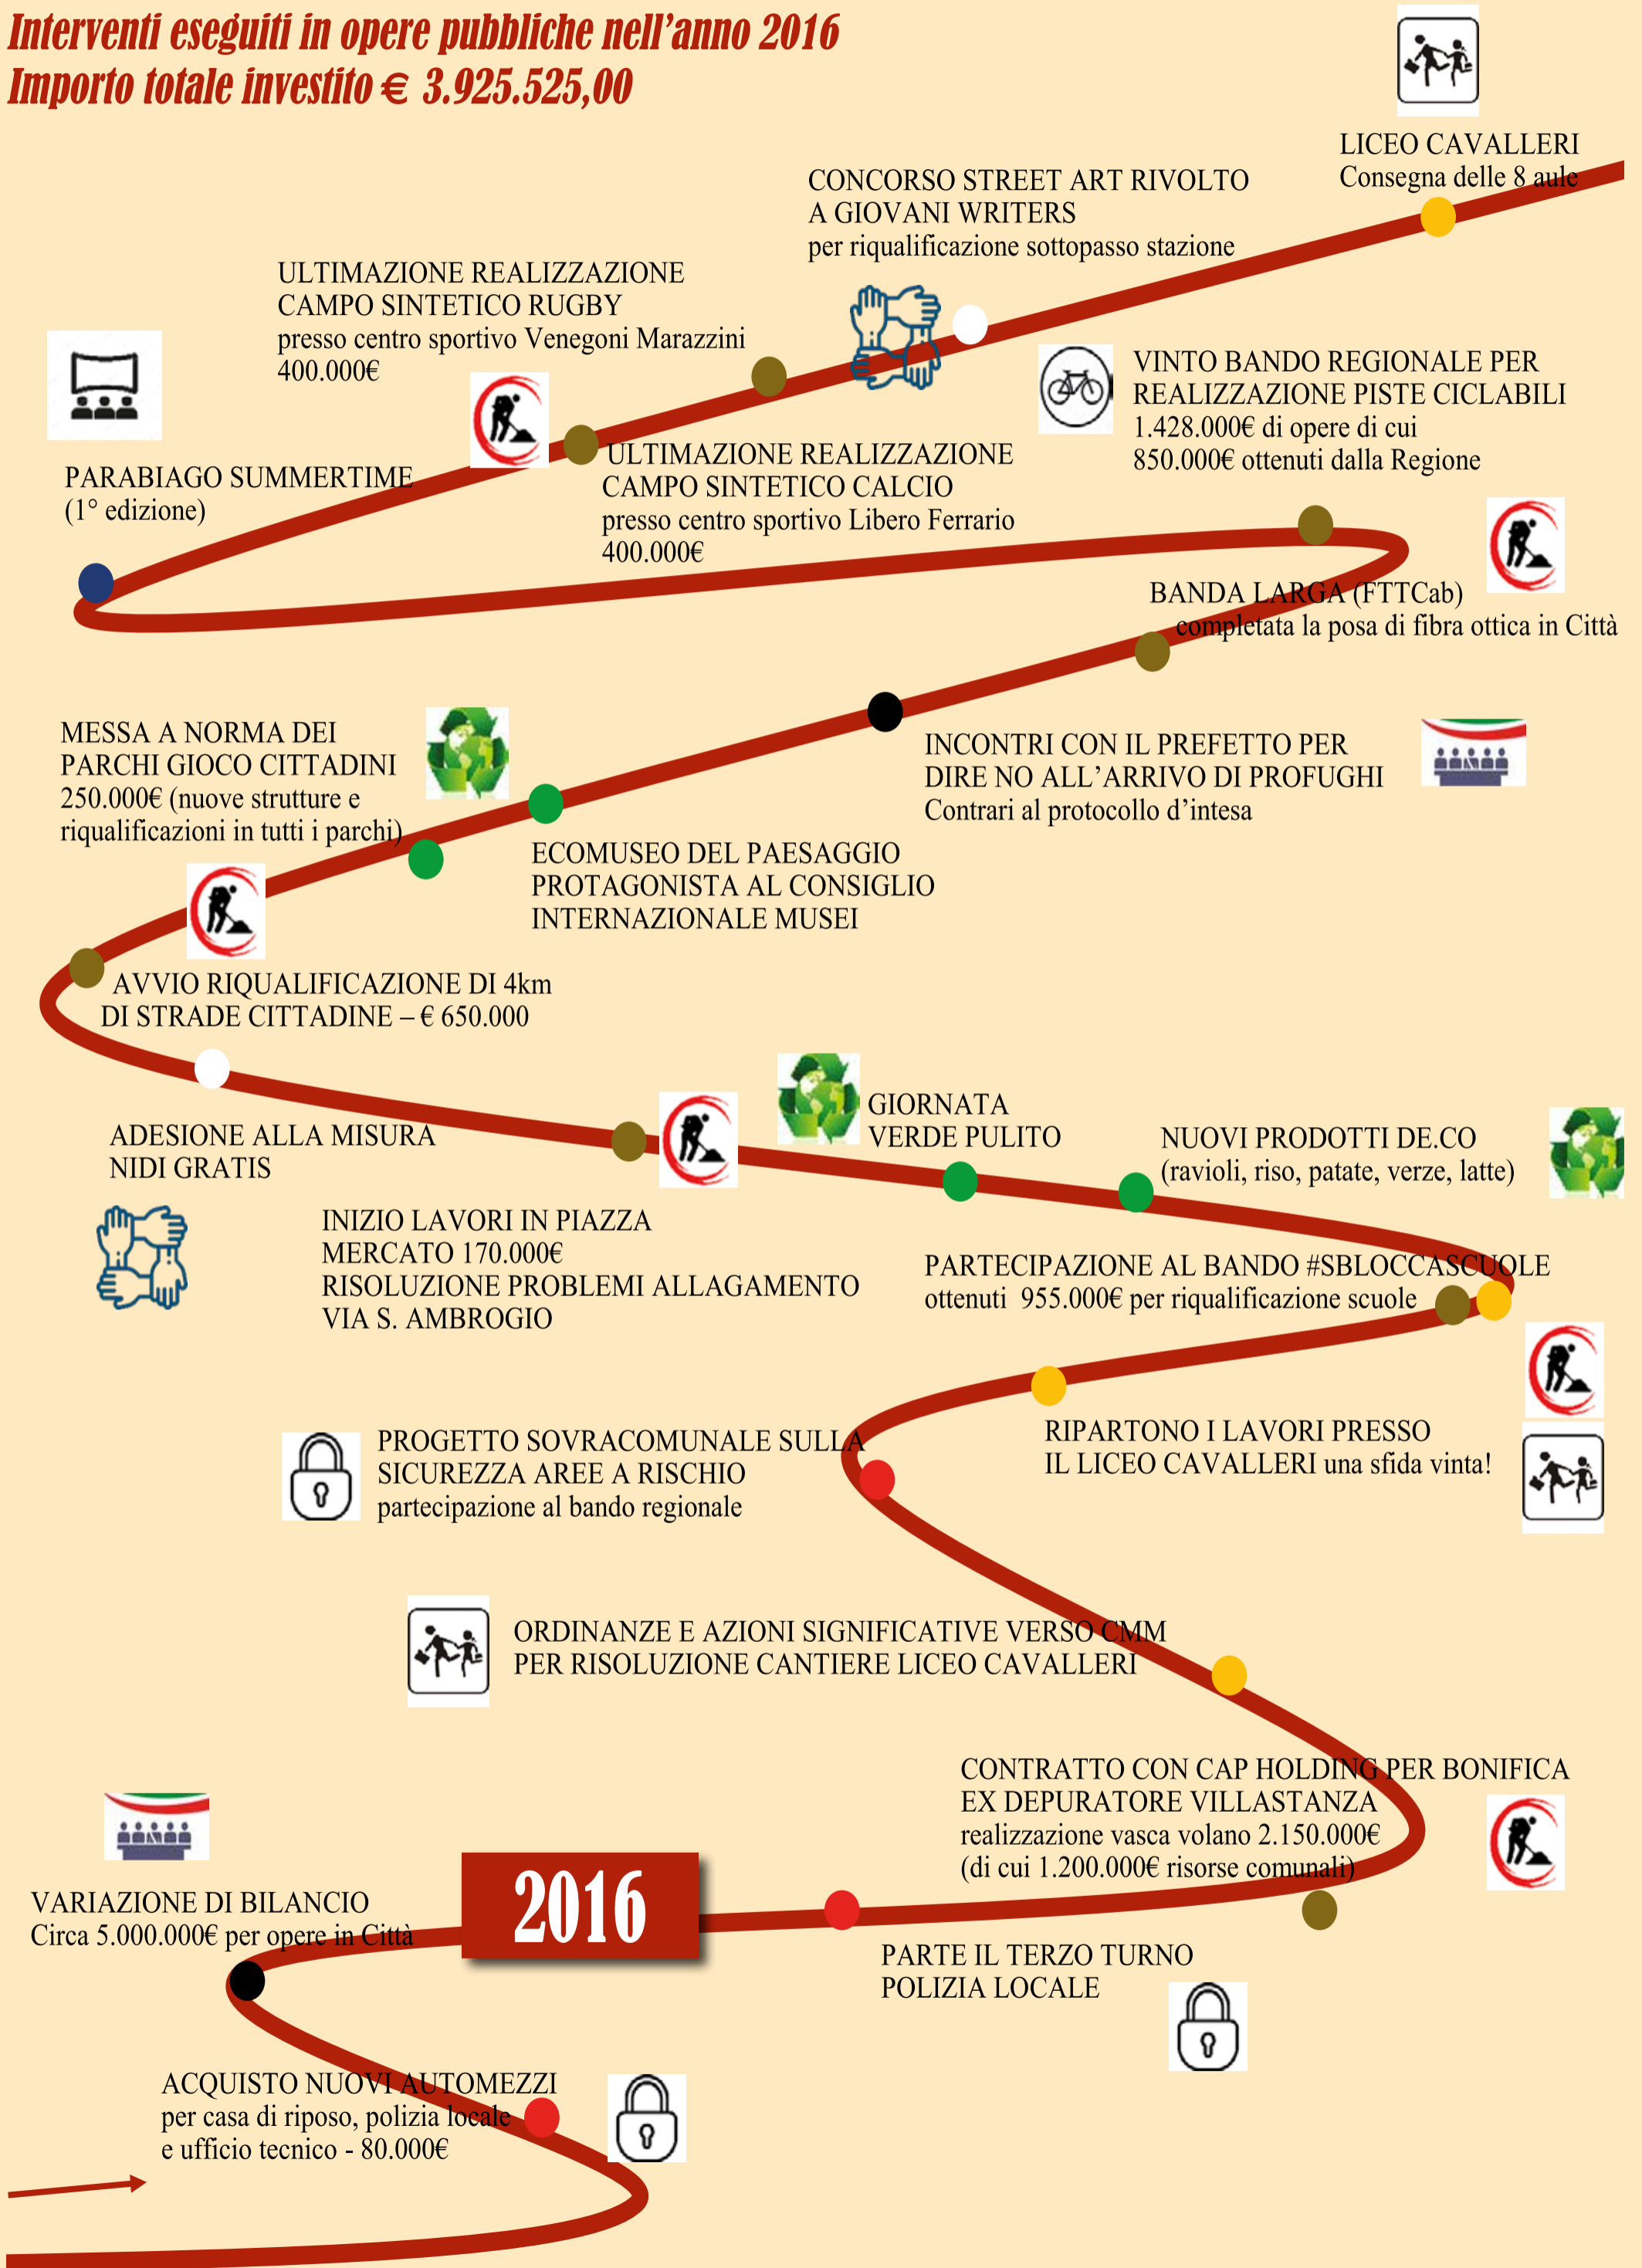 Interventi eseguiti in opere pubbliche nell'anno 2016
Importo totale investito € 3.925.525,00
LICEO CAVALLERI
Consegna delle 8 aule
CONCORSO STREET ART RIVOLTO
A GIOVANI WRITERS
per riqualificazione sottopasso stazione
ULTIMAZIONE REALIZZAZIONE
CAMPO SINTETICO RUGBY
presso centro sportivo Venegoni Marazzini
400.000€
VINTO BANDO REGIONALE PER
REALIZZAZIONE PISTE CICLABILI
1.428.000€ di opere di cui
850.000€ ottenuti dalla Regione
PARABIAGO SUMMERTIME
(1° edizione)
ULTIMAZIONE REALIZZAZIONE
CAMPO SINTETICO CALCIO
presso centro sportivo Libero Ferrario
400.000€
BANDA LARGA (FTTCab)
completata la posa di fibra ottica in Città
MESSA A NORMA DEI
PARCHI GIOCO CITTADINI
250.000€ (nuove strutture e
riqualificazioni in tutti i parchi)
INCONTRI CON IL PREFETTO PER
DIRE NO ALL'ARRIVO DI PROFUGHI
Contrari al protocollo d'intesa
ECOMUSEO DEL PAESAGGIO
PROTAGONISTA AL CONSIGLIO
INTERNAZIONALE MUSEI
AVVIO RIQUALIFICAZIONE DI 4km
DI STRADE CITTADINE – € 650.000
GIORNATA
VERDE PULITO
ADESIONE ALLA MISURA
NIDI GRATIS
NUOVI PRODOTTI DE.CO
(ravioli, riso, patate, verze, latte)
INIZIO LAVORI IN PIAZZA
MERCATO 170.000€
RISOLUZIONE PROBLEMI ALLAGAMENTO
VIA S. AMBROGIO
PARTECIPAZIONE AL BANDO #SBLOCCASCUOLE
ottenuti 955.000€ per riqualificazione scuole
RIPARTONO I LAVORI PRESSO
IL LICEO CAVALLERI una sfida vinta!
PROGETTO SOVRACOMUNALE SULLA
SICUREZZA AREE A RISCHIO
partecipazione al bando regionale
ORDINANZE E AZIONI SIGNIFICATIVE VERSO CMM
PER RISOLUZIONE CANTIERE LICEO CAVALLERI
CONTRATTO CON CAP HOLDING PER BONIFICA
EX DEPURATORE VILLASTANZA
realizzazione vasca volano 2.150.000€
(di cui 1.200.000€ risorse comunali)
2016
VARIAZIONE DI BILANCIO
Circa 5.000.000€ per opere in Città
PARTE IL TERZO TURNO
POLIZIA LOCALE
ACQUISTO NUOVI AUTOMEZZI
per casa di riposo, polizia locale
e ufficio tecnico - 80.000€